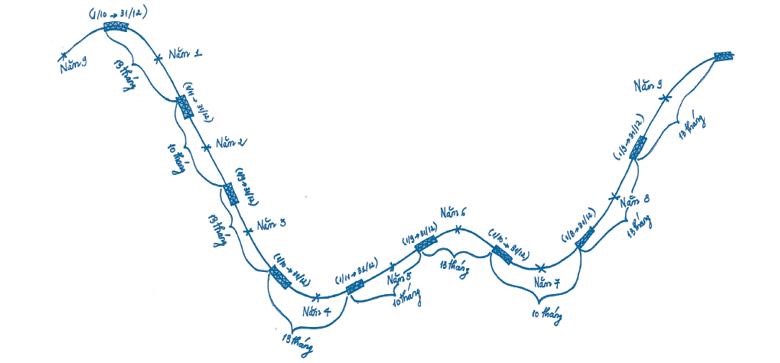 (1/10 → 31/12)
Năm 9
Năm 1
13 tháng
(1/11 → 31/12)
10 tháng
Năm 2
(1/9 → 31/12)
13 tháng
Năm 3
(1/10 → 31/12)
Năm 4
13 tháng
(1/11 → 31/12)
Năm 5
10 tháng
(1/9 → 31/12)
Năm 6
13 tháng
(1/10 → 31/12)
Năm 7
10 tháng
(1/8 → 31/12)
Năm 8
13 tháng
(1/9 → 31/12)
Năm 9
13 tháng